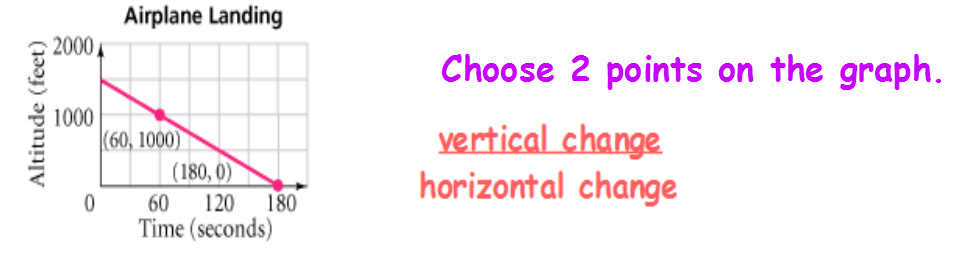 Airplane Landing
Altitude (feet)
2000
1000
(60, 1000)
(180, 0)
0 60 120 180
Time (seconds)
Choose 2 points on the graph.
vertical change
horizontal change